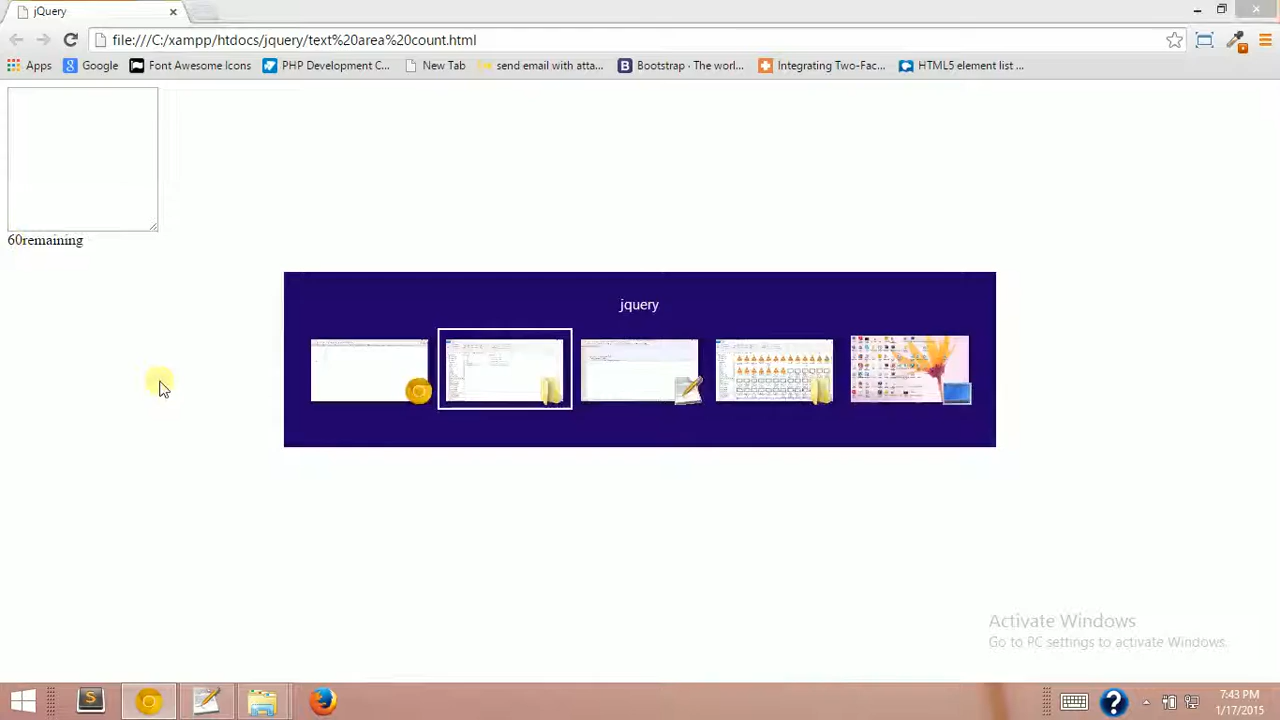 jQuery
file:///C:/xampp/htdocs/jquery/text%20area%20count.html
Apps Google Font Awesome Icons PHP Development C... New Tab send email with atta... Bootstrap · The worl... Integrating Two-Fac... HTML5 element list ...
60remaining
jquery
Activate Windows
Go to PC settings to activate Windows.
7:43 PM
1/17/2015